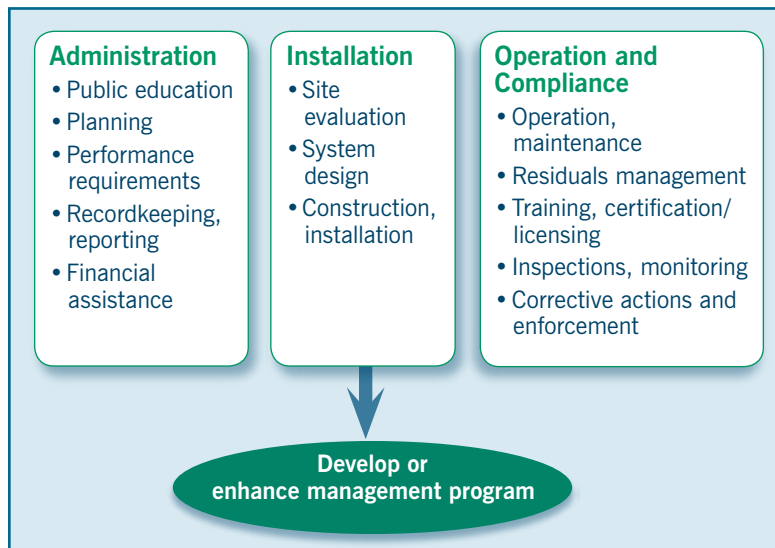 Administration
• Public education
• Planning
• Performance
requirements
• Recordkeeping,
reporting
• Financial
assistance
Installation
• Site
evaluation
• System
design
• Construction,
installation
Operation and
Compliance
• Operation,
maintenance
• Residuals management
• Training, certification/
licensing
• Inspections, monitoring
• Corrective actions and
enforcement
Develop or
enhance management program